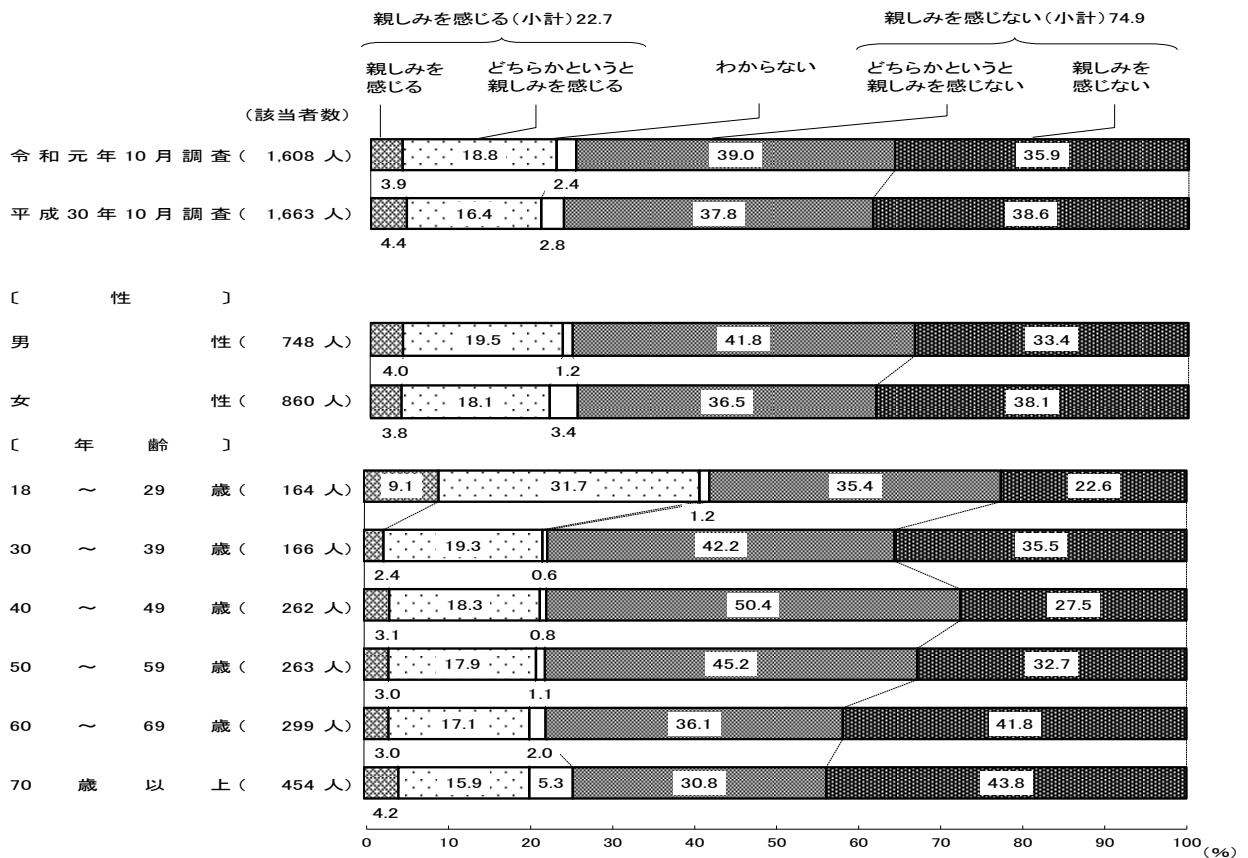 親しみを感じる(小計)22.7
親しみを感じない(小計)74.9
親しみを
感じる
どちらかというと
親しみを感じる
わからない
どちらかというと
親しみを感じない
親しみを
感じない
(該当者数)
令和元年10月調査( 1,608 人) 18.8 39.0 35.9
3.9 2.4
平成30年10月調査( 1,663 人) 16.4 37.8 38.6
4.4 2.8
〔 性 〕
男 性( 748 人) 19.5 41.8 33.4
4.0 1.2
女 性( 860 人) 18.1 36.5 38.1
3.8 3.4
〔 年 齢 〕
18 ～ 29 歳( 164 人) 9.1 31.7 35.4 22.6
1.2
30 ～ 39 歳( 166 人) 19.3 42.2 35.5
2.4 0.6
40 ～ 49 歳( 262 人) 18.3 50.4 27.5
3.1 0.8
50 ～ 59 歳( 263 人) 17.9 45.2 32.7
3.0 1.1
60 ～ 69 歳( 299 人) 17.1 36.1 41.8
3.0 2.0
70 歳 以 上( 454 人) 15.9 5.3 30.8 43.8
4.2
0 10 20 30 40 50 60 70 80 90 100
(%)